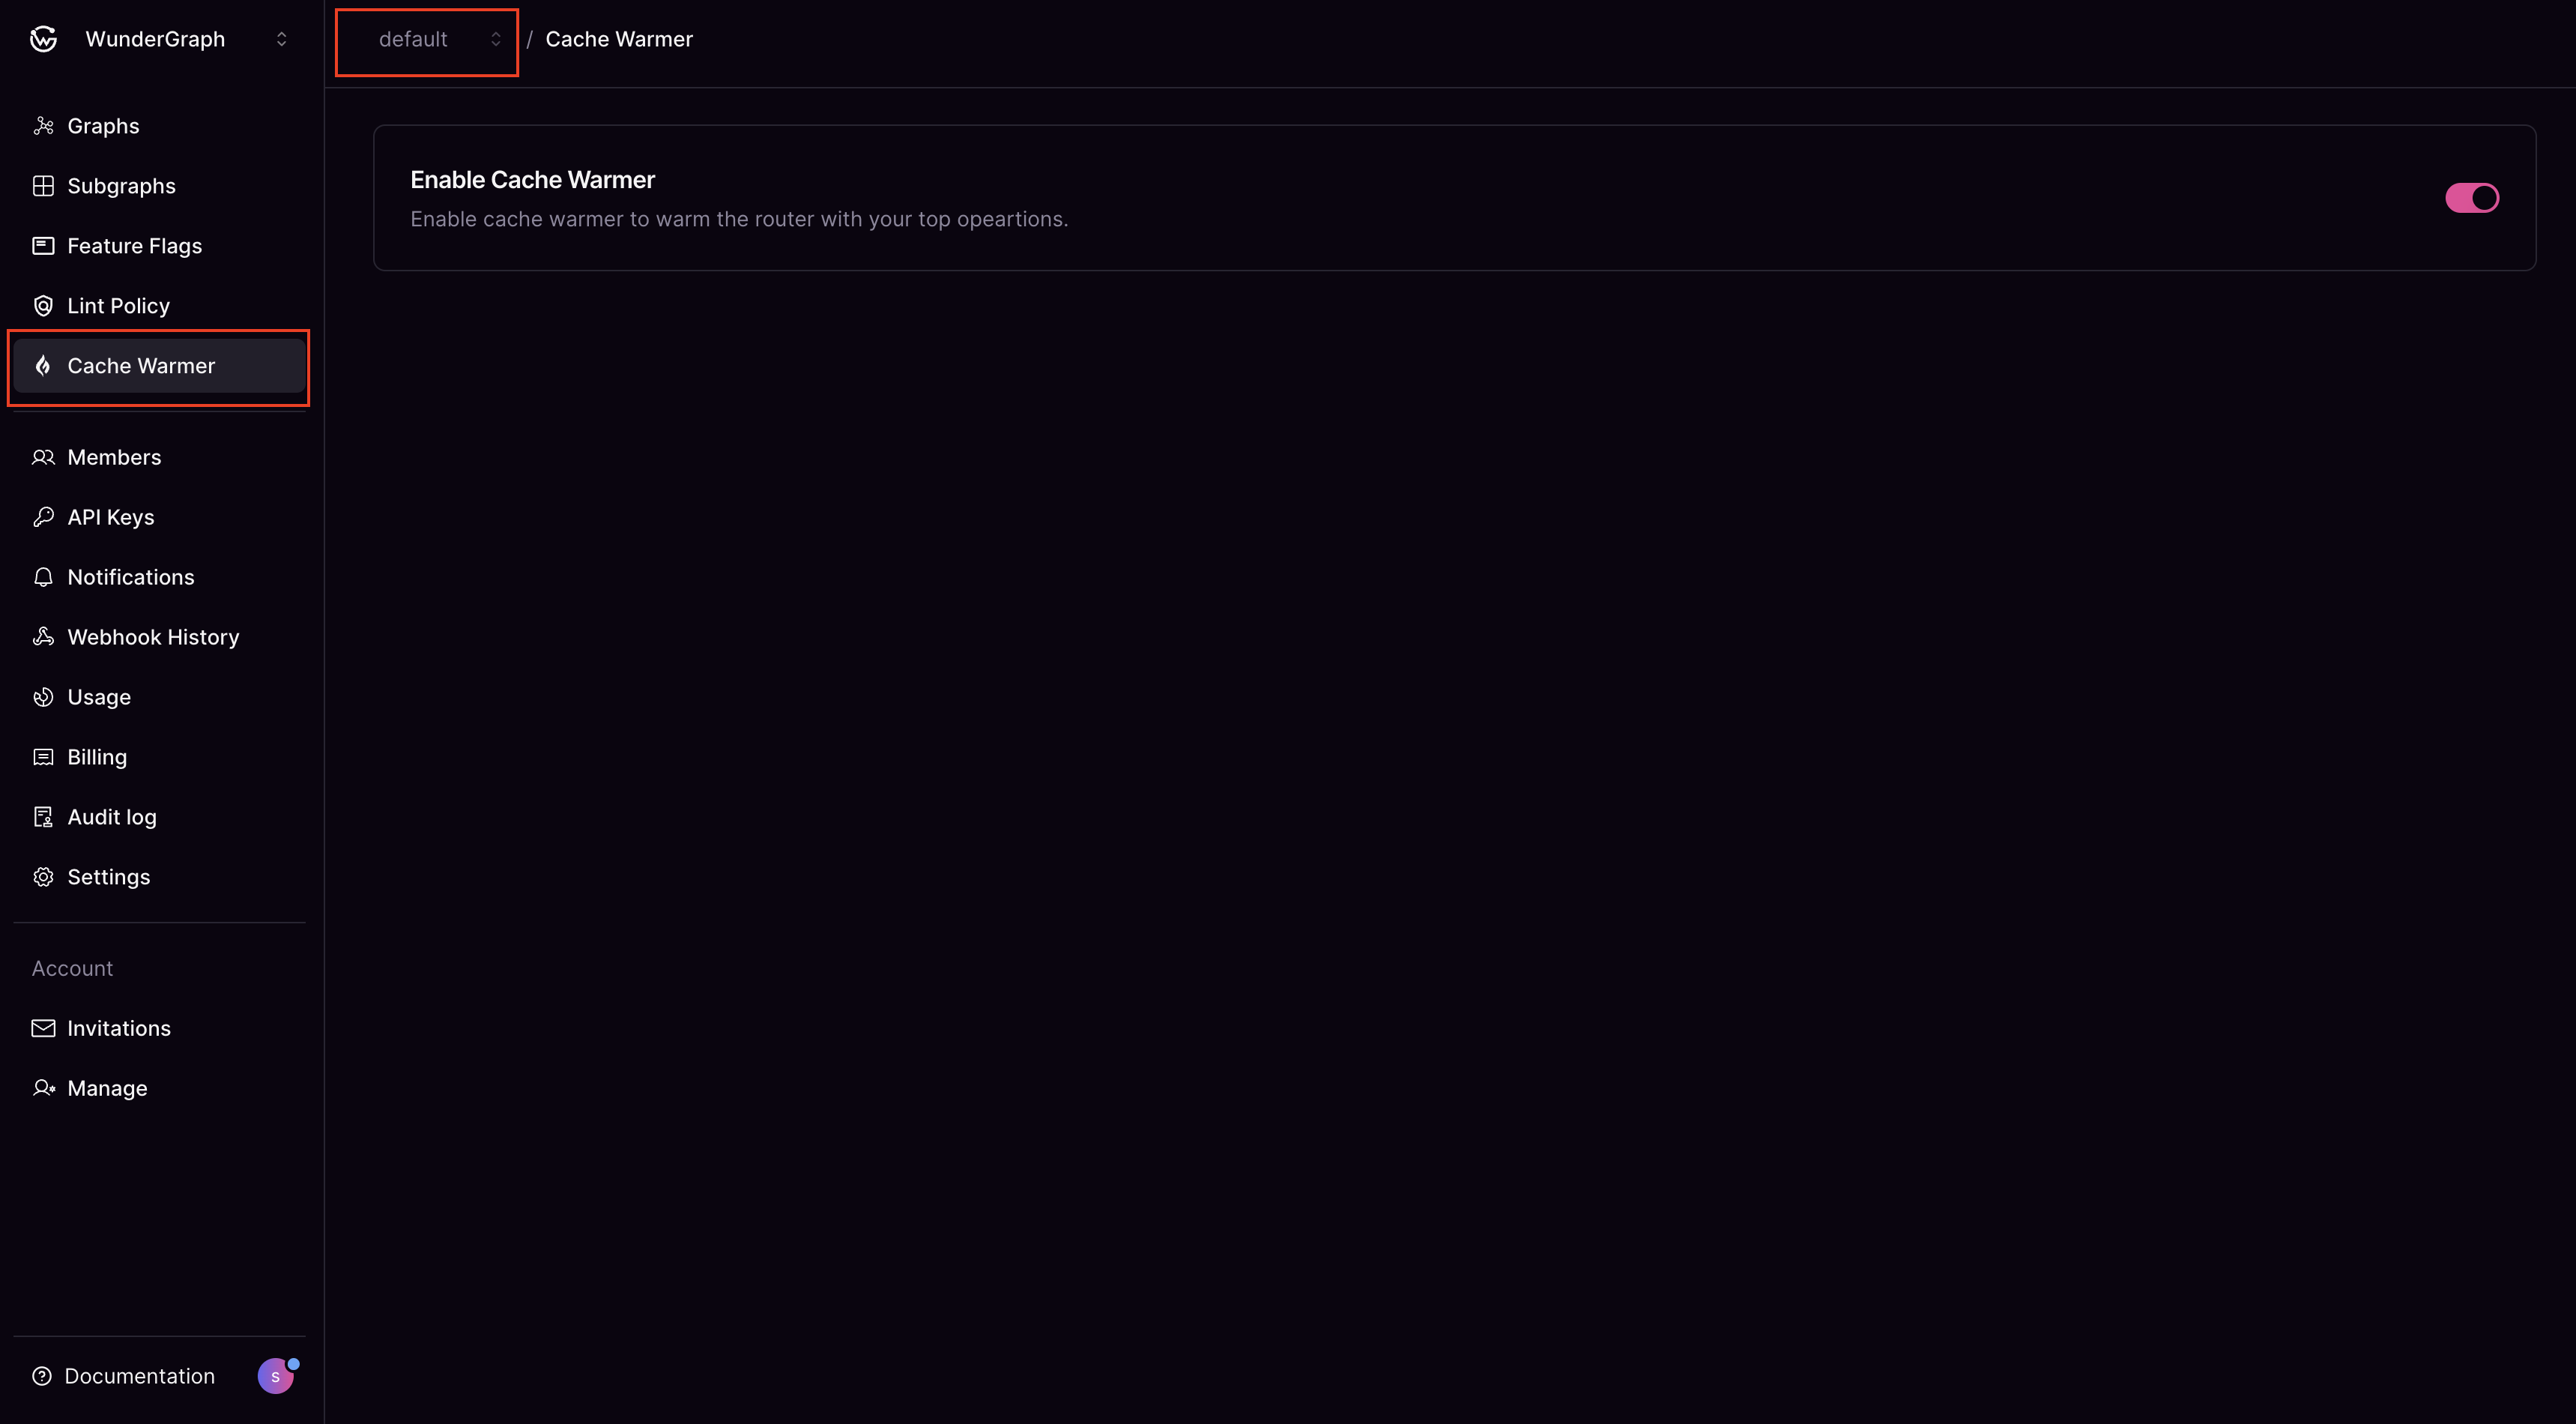 WunderGraph
default / Cache Warmer
Graphs
Subgraphs
Feature Flags
Lint Policy
Cache Warmer
Members
API Keys
Notifications
Webhook History
Usage
Billing
Audit log
Settings
Account
Invitations
Manage
Documentation
s
Enable Cache Warmer
Enable cache warmer to warm the router with your top opeartions.